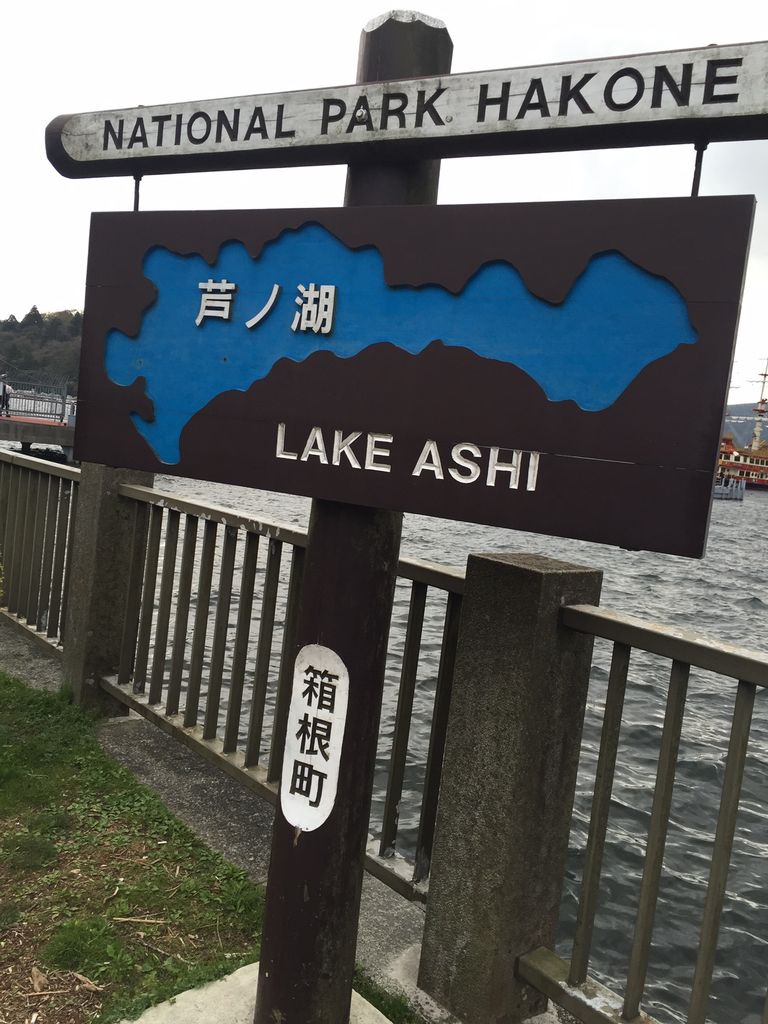 NATIONAL PARK HAKONE
芦ノ湖
LAKE ASHI
箱根町